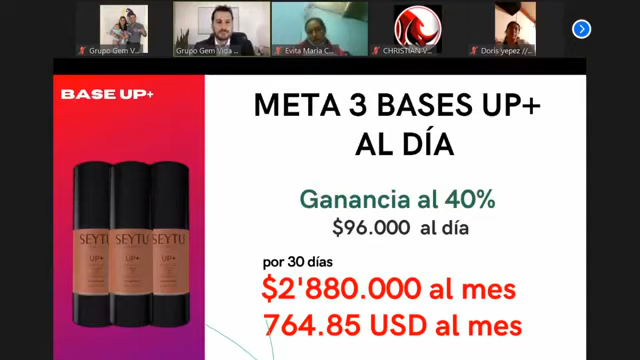 Grupo Gem V...
Grupo Gem Vida ...
Evita Maria C...
CHRISTIAN V...
Doris yepez //...
BASE UP+
META 3 BASES UP+
AL DÍA
Ganancia al 40%
$96.000 al día
por 30 días
$2'880.000 al mes
764.85 USD al mes
SEYTU SEYTU SEYTU
UP+ UP+ UP+